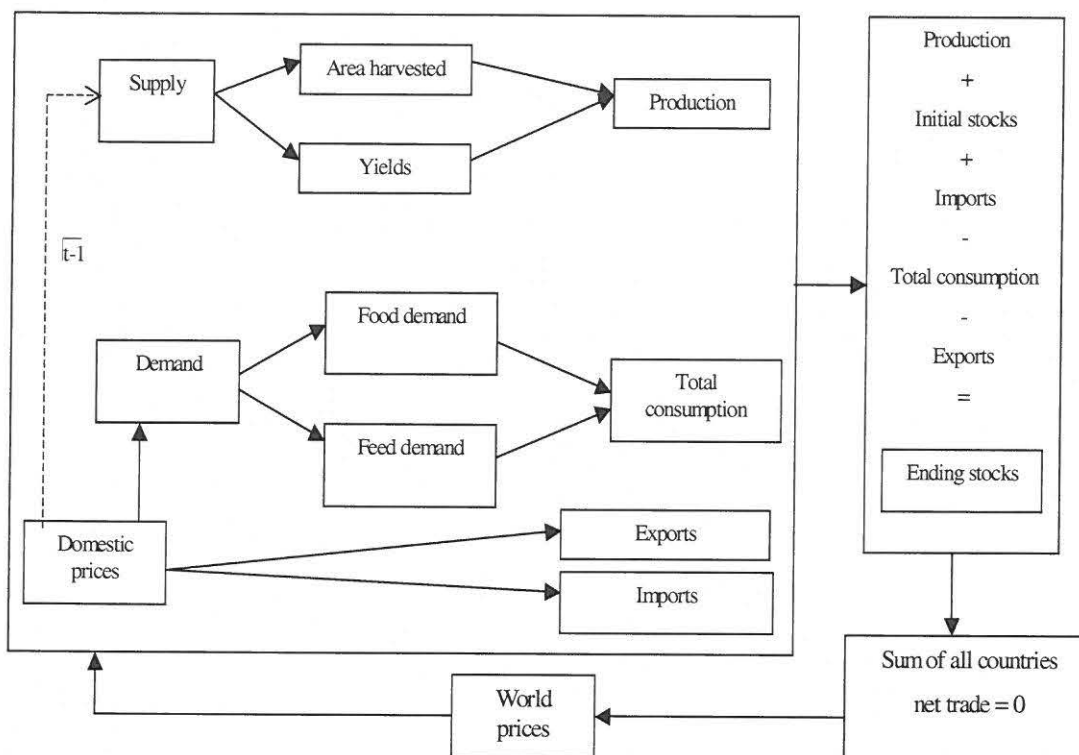 Supply
Area harvested
Yields
Production
t-1
Demand
Food demand
Feed demand
Total
consumption
Domestic
prices
Exports
Imports
Production
+
Initial stocks
+
Imports
-
Total consumption
-
Exports
=
Ending stocks
Sum of all countries
net trade = 0
World
prices